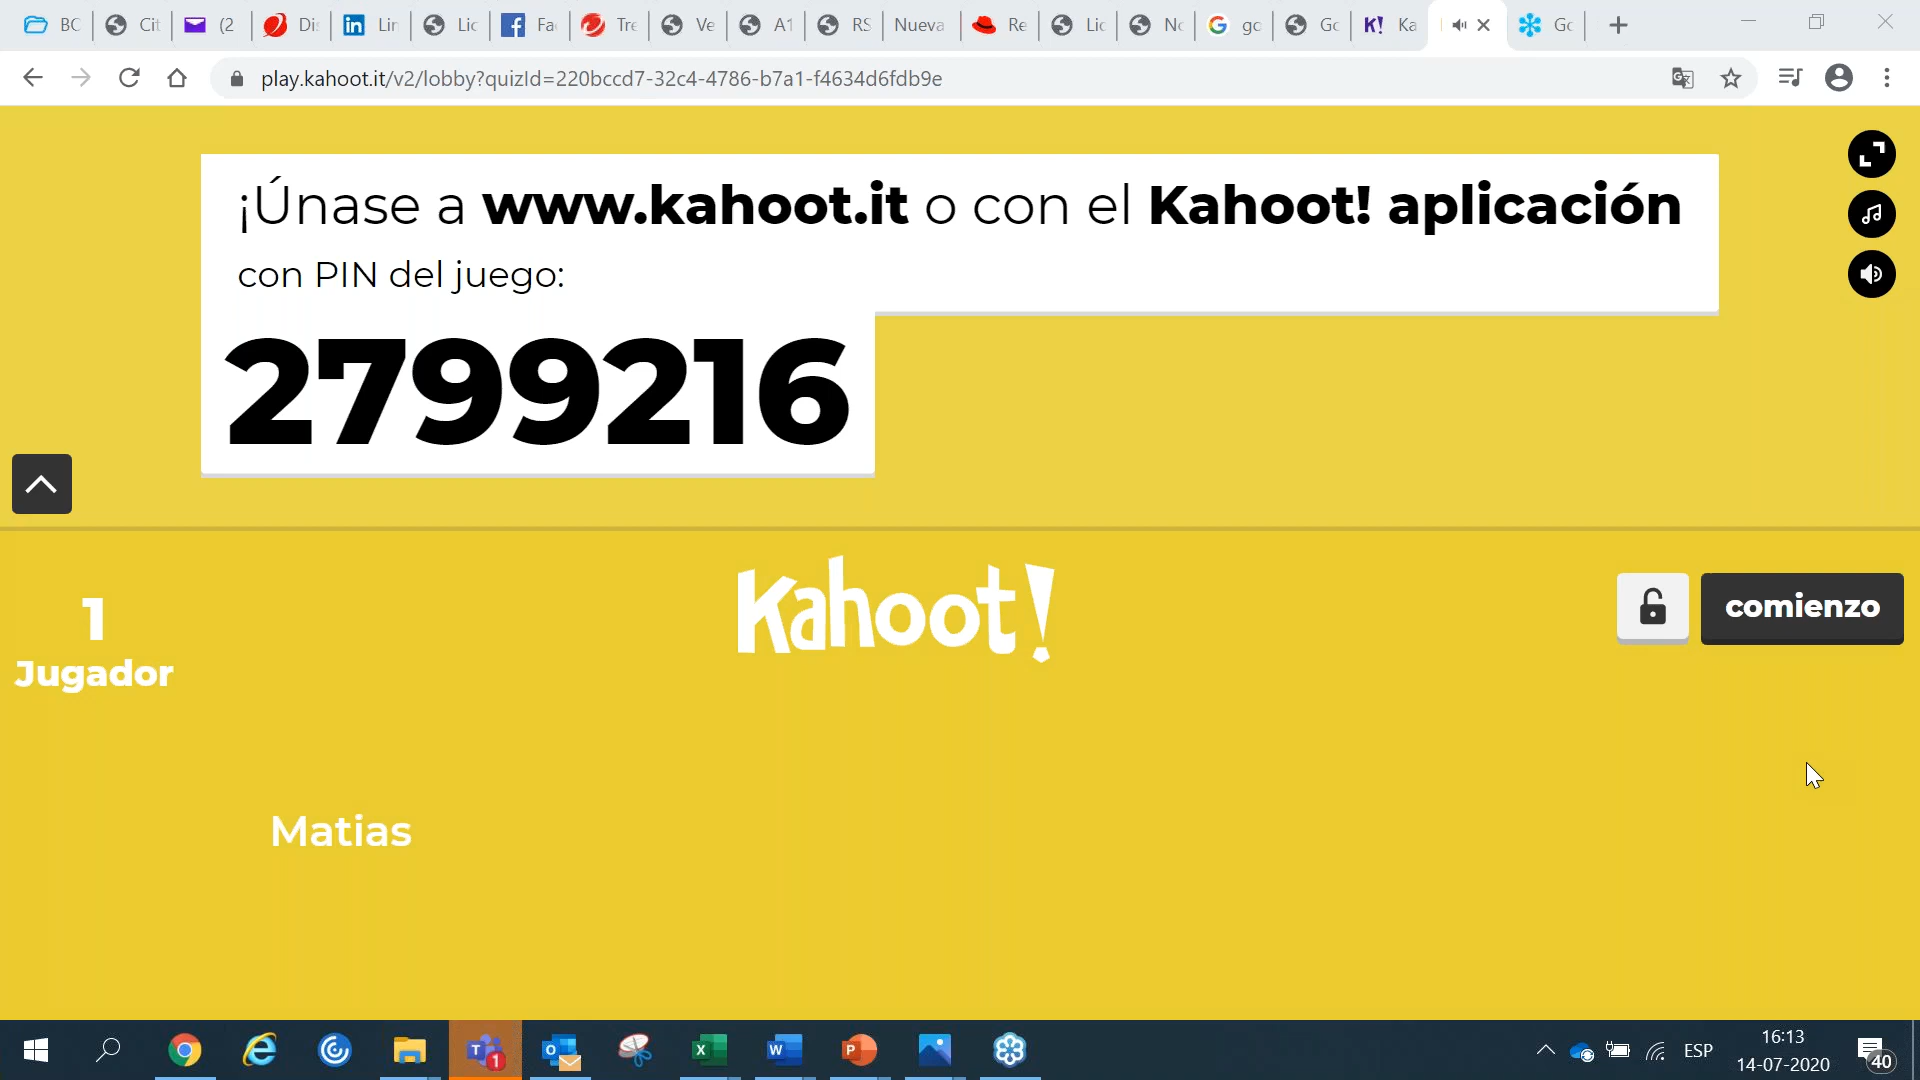 BC
Cit
(2
Dis
Lin
Lic
Fa
Tre
Ve
A1
RS
Nueva
Re
Lic
Nc
gc
Gc
K! Ka
Gc
play.kahoot.it/v2/lobby?quizId=220bccd7-32c4-4786-b7a1-f4634d6fdb9e
¡Únase a www.kahoot.it o con el Kahoot! aplicación
con PIN del juego:
2799216
Kahoot!
comienzo
1
Jugador
Matias
ESP
16:13
14-07-2020
40